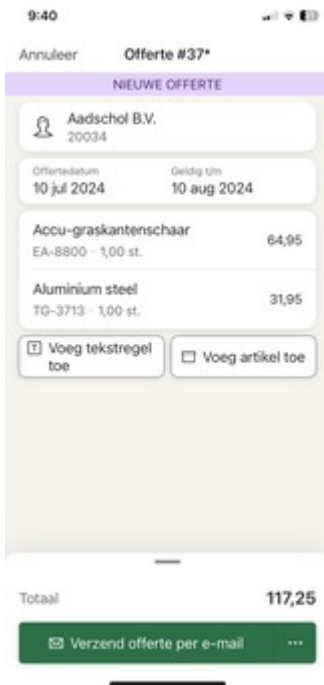 9:40
Annuleer Offerte #37*
NIEUWE OFFERTE
Aadschol B.V.
20034
Offertedatum Geldig t/m
10 jul 2024 10 aug 2024
Accu-graskantenschaar 64,95
EA-8800 · 1,00 st.
Aluminium steel 31,95
TG-3713 · 1,00 st.
Voeg tekstregel toe
Voeg artikel toe
Totaal 117,25
Verzend offerte per e-mail ...